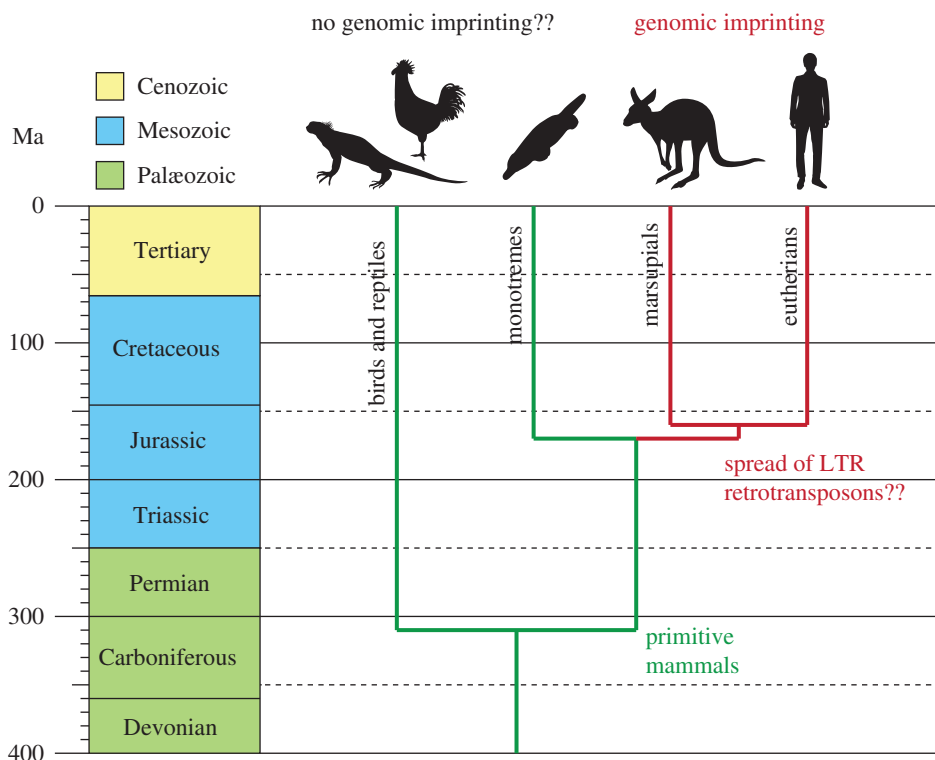 no genomic imprinting??
genomic imprinting
Cenozoic
Mesozoic
Palæozoic
Ma
0
100
200
300
400
Tertiary
Cretaceous
Jurassic
Triassic
Permian
Carboniferous
Devonian
birds and reptiles
monotremes
marsupials
eutherians
spread of LTR
retrotransposons??
primitive
mammals